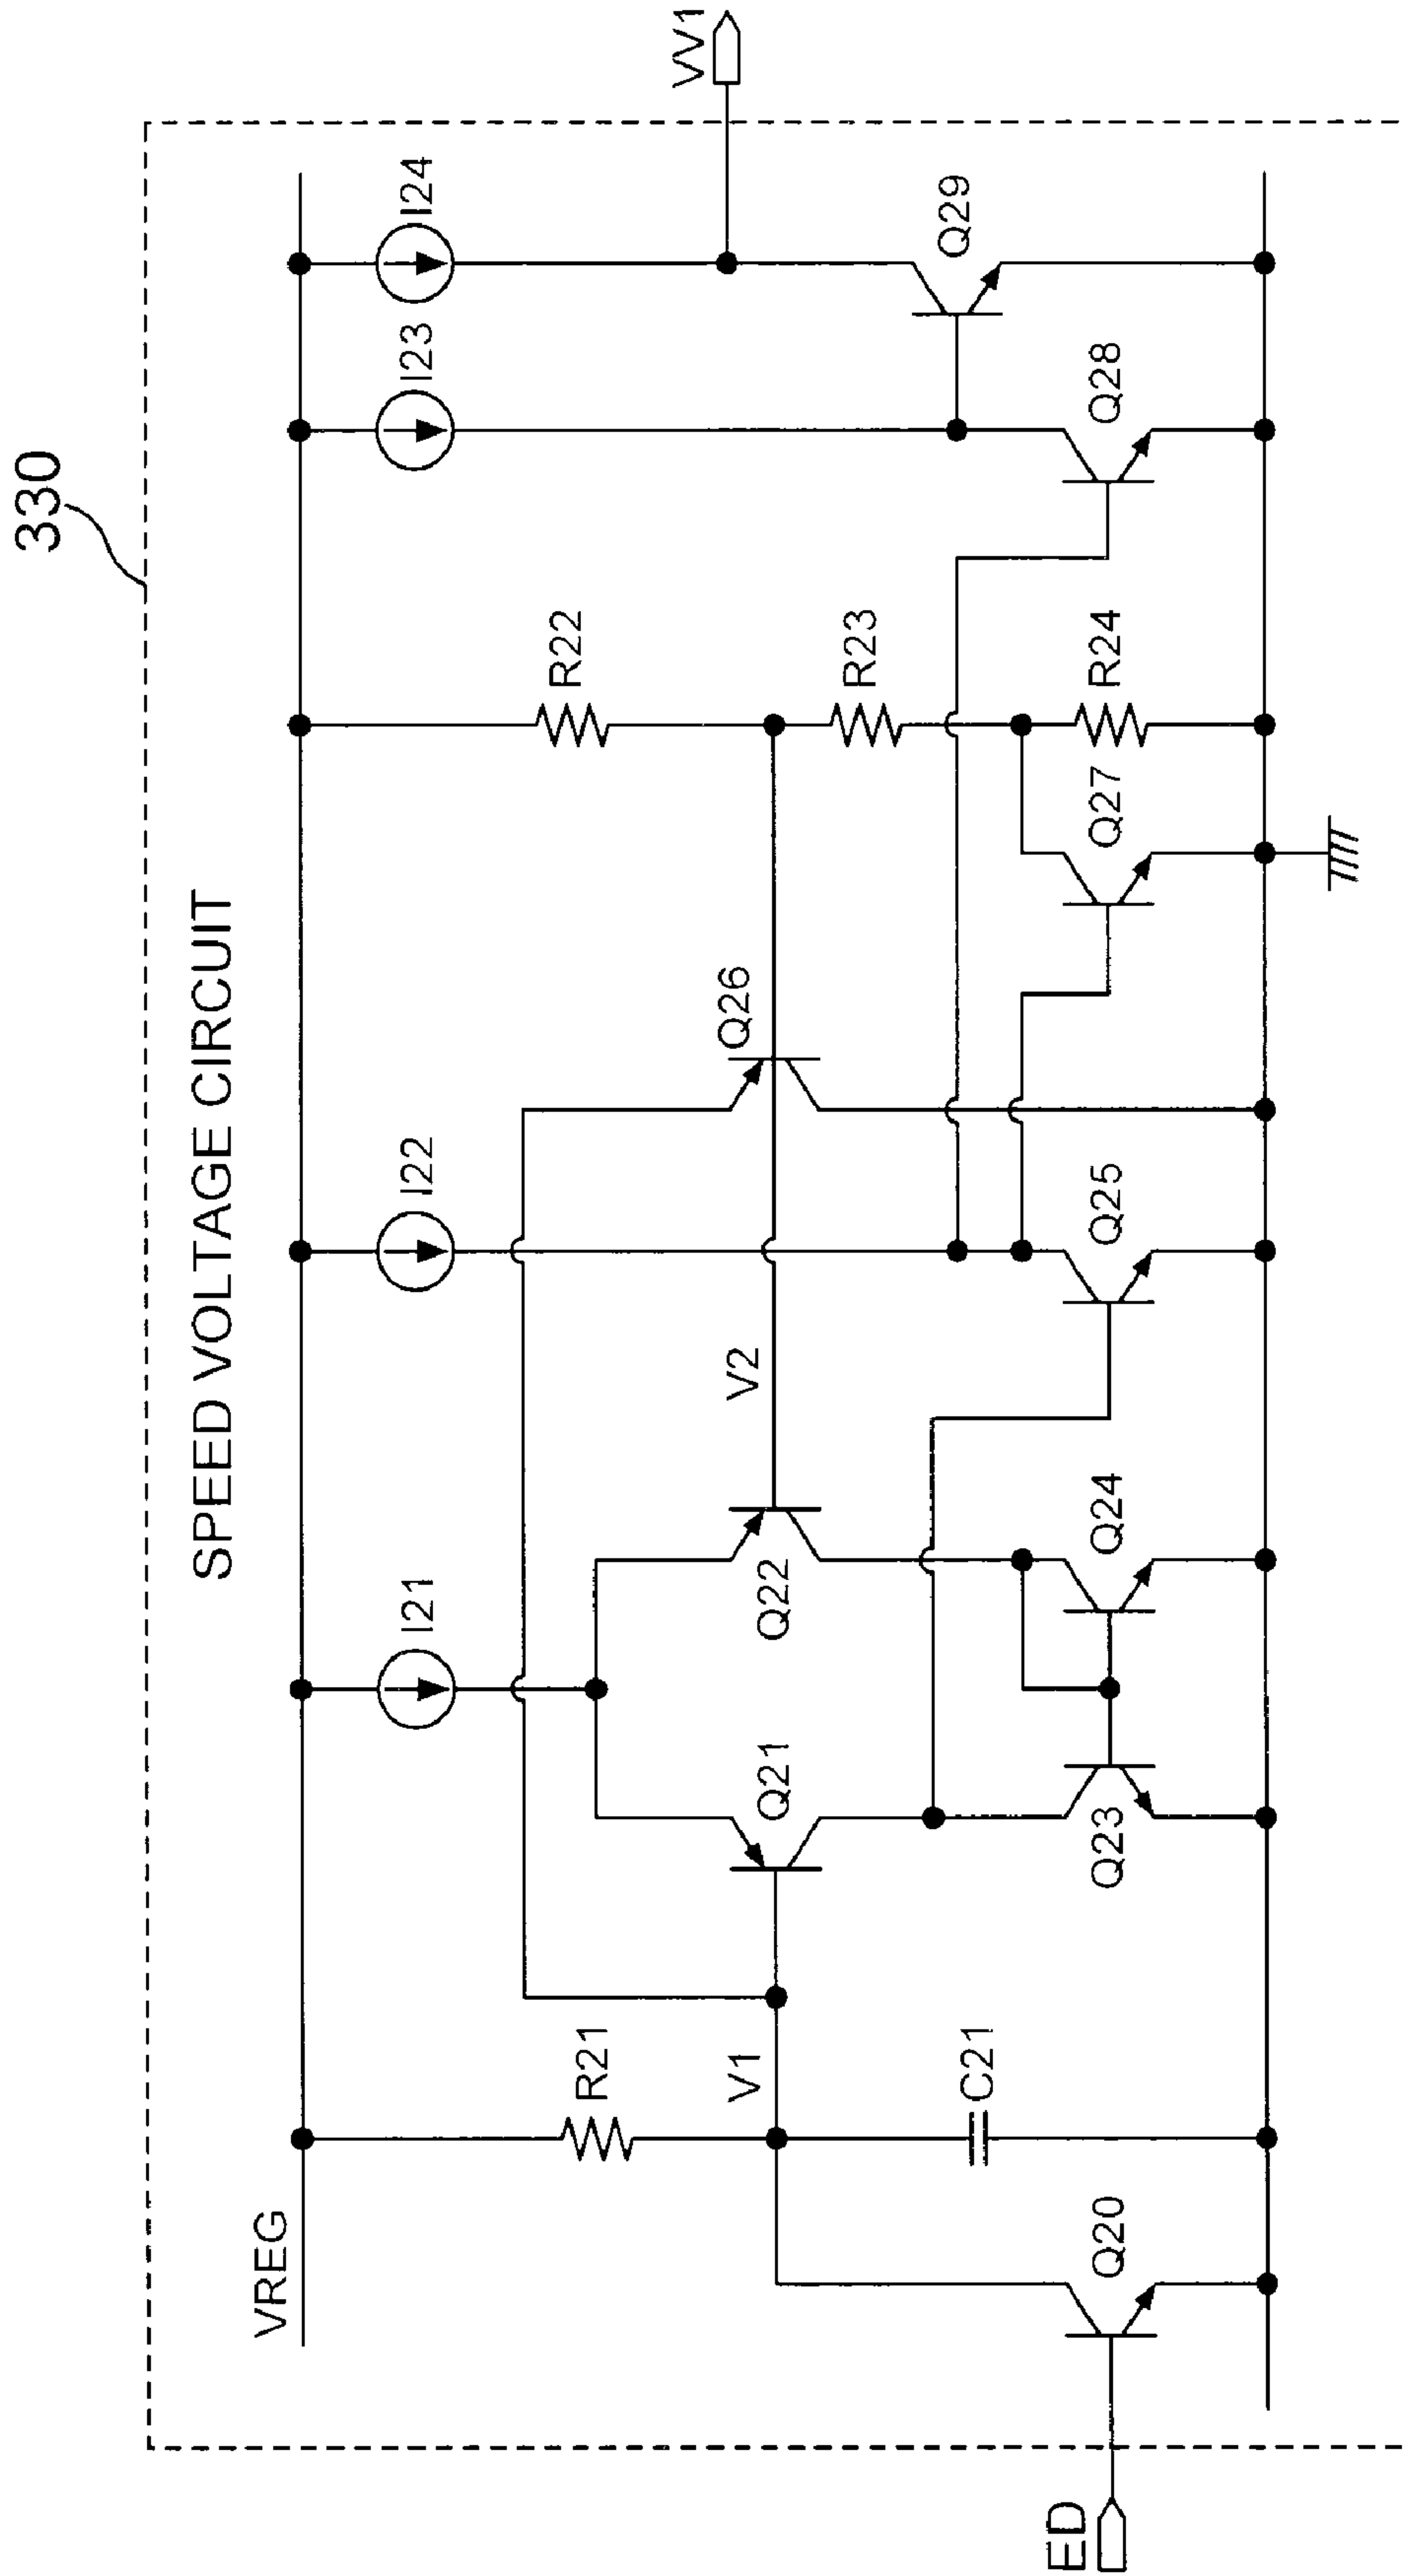 330
SPEED VOLTAGE CIRCUIT
VREG
I21
I22
I23
I24
R21
R22
V1
V2
VV1
Q21
Q22
Q26
C21
R23
Q29
Q20
Q23
Q24
Q25
Q27
R24
Q28
ED